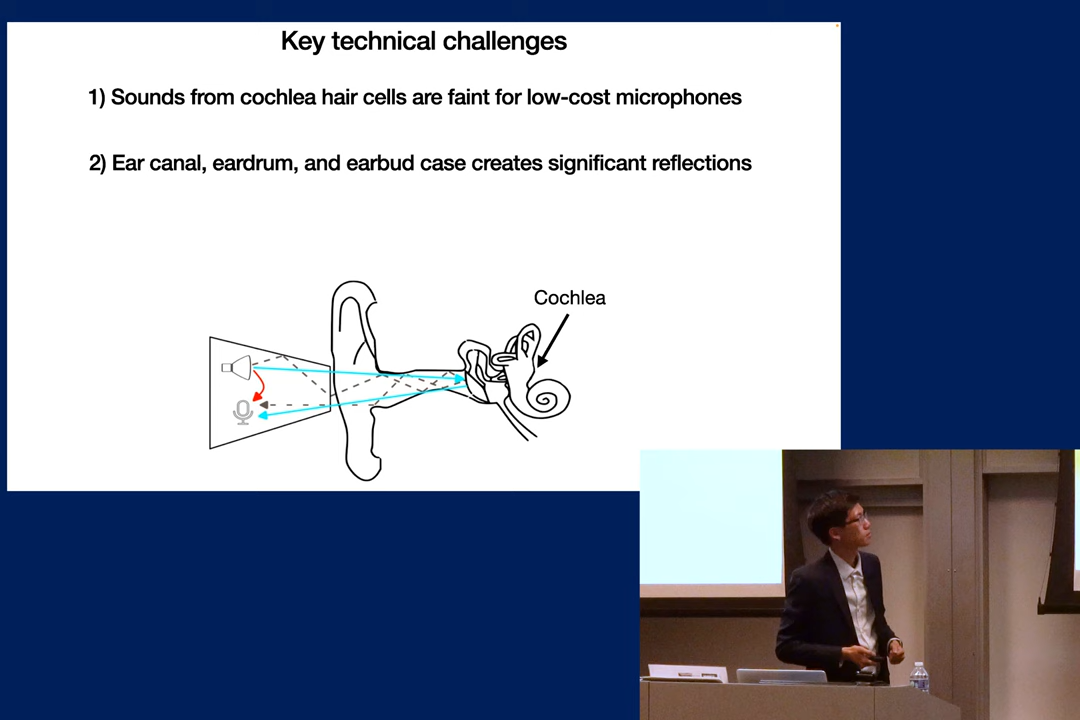 Key technical challenges
1) Sounds from cochlea hair cells are faint for low-cost microphones
2) Ear canal, eardrum, and earbud case creates significant reflections
Cochlea